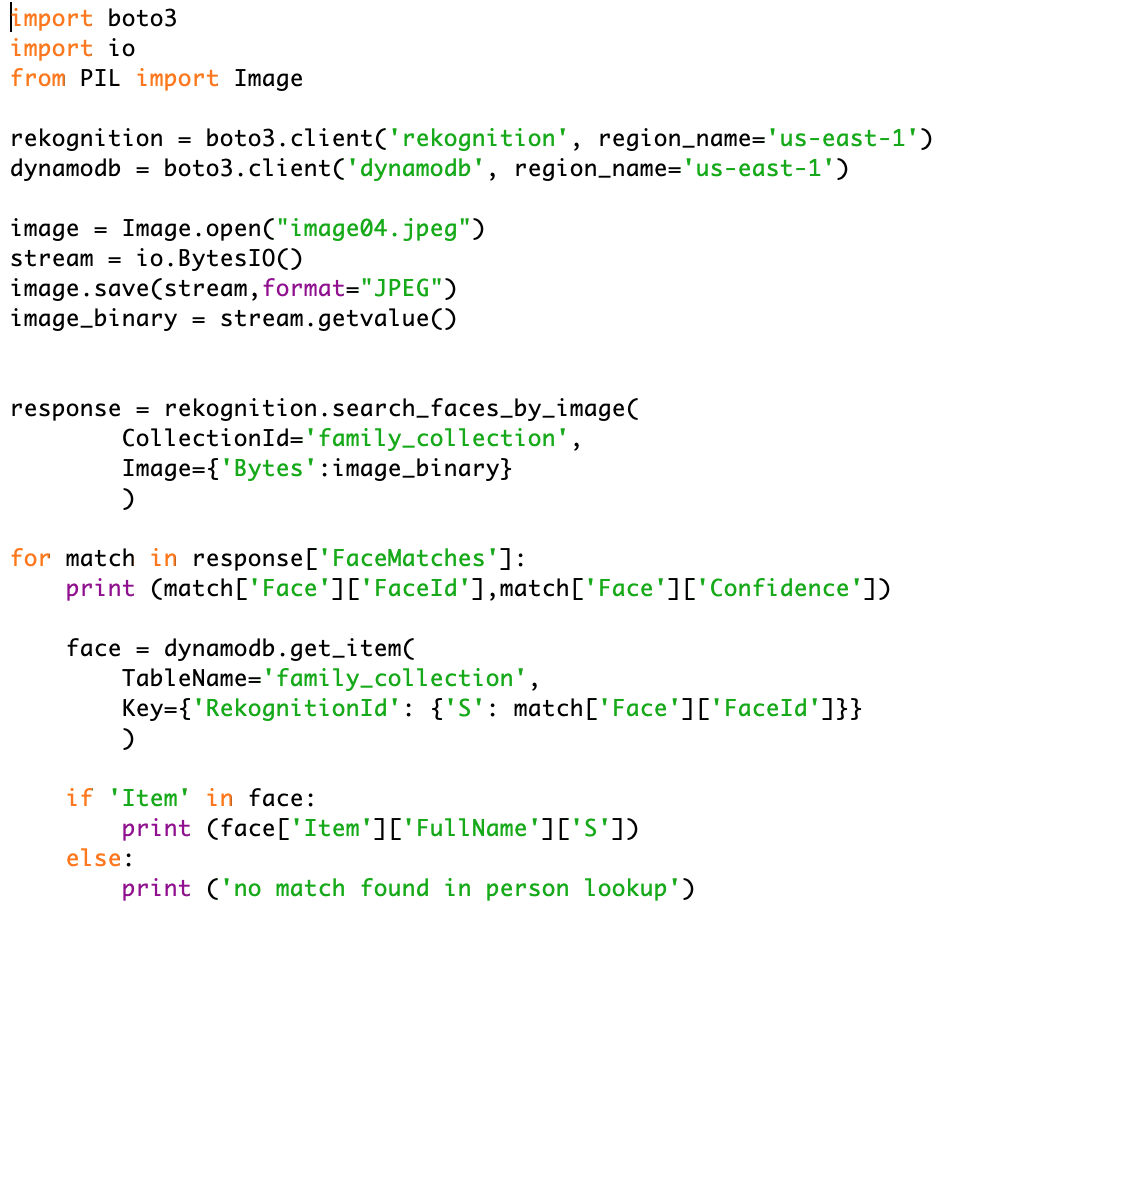 import boto3
import io
from PIL import Image

rekognition = boto3.client('rekognition', region_name='us-east-1')
dynamodb = boto3.client('dynamodb', region_name='us-east-1')

image = Image.open("image04.jpeg")
stream = io.BytesIO()
image.save(stream,format="JPEG")
image_binary = stream.getvalue()


response = rekognition.search_faces_by_image(
        CollectionId='family_collection',
        Image={'Bytes':image_binary}
        )

for match in response['FaceMatches']:
    print (match['Face']['FaceId'],match['Face']['Confidence'])

    face = dynamodb.get_item(
        TableName='family_collection',
        Key={'RekognitionId': {'S': match['Face']['FaceId']}}
        )

    if 'Item' in face:
        print (face['Item']['FullName']['S'])
    else:
        print ('no match found in person lookup')